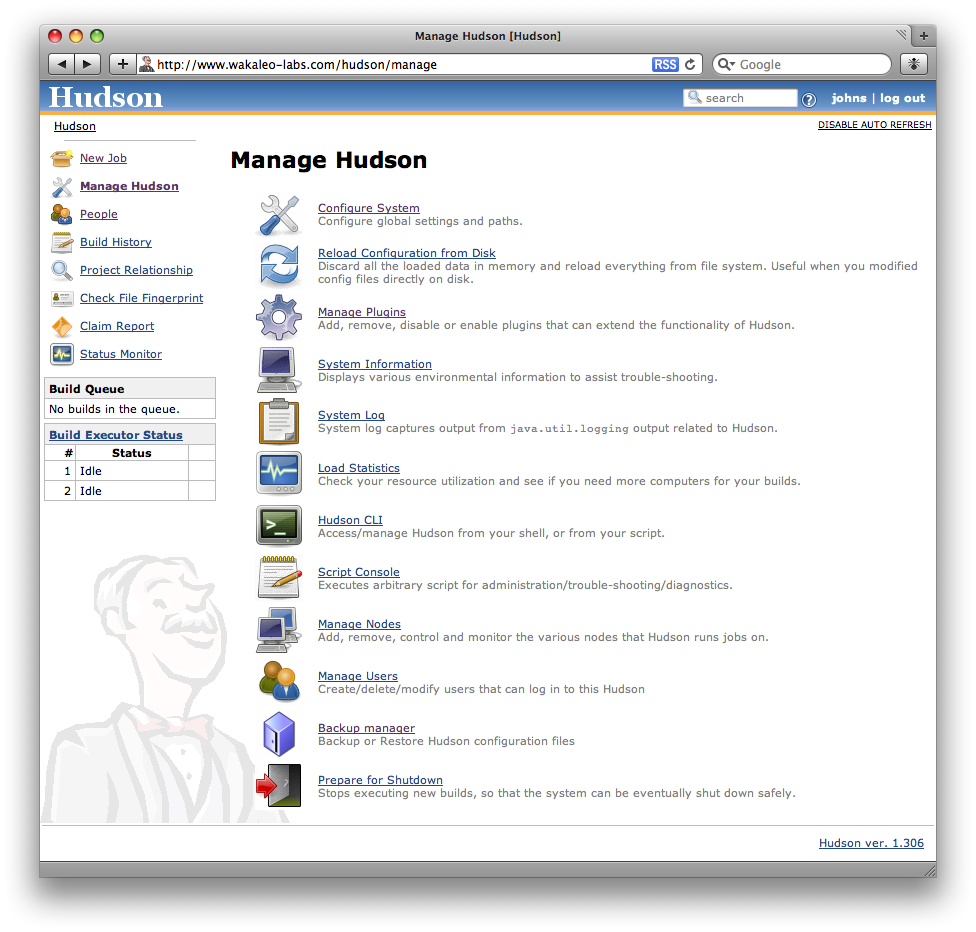 Manage Hudson [Hudson]
http://www.wakaleo-labs.com/hudson/manage
RSS
Google
Hudson
search
?
johns | log out
Hudson
DISABLE AUTO REFRESH
New Job
Manage Hudson
People
Build History
Project Relationship
Check File Fingerprint
Claim Report
Status Monitor
Build Queue
No builds in the queue.
Build Executor Status
# Status
1 Idle
2 Idle
Manage Hudson
Configure System
Configure global settings and paths.
Reload Configuration from Disk
Discard all the loaded data in memory and reload everything from file system. Useful when you modified
config files directly on disk.
Manage Plugins
Add, remove, disable or enable plugins that can extend the functionality of Hudson.
System Information
Displays various environmental information to assist trouble-shooting.
System Log
System log captures output from java.util.logging output related to Hudson.
Load Statistics
Check your resource utilization and see if you need more computers for your builds.
Hudson CLI
Access/manage Hudson from your shell, or from your script.
Script Console
Executes arbitrary script for administration/trouble-shooting/diagnostics.
Manage Nodes
Add, remove, control and monitor the various nodes that Hudson runs jobs on.
Manage Users
Create/delete/modify users that can log in to this Hudson
Backup manager
Backup or Restore Hudson configuration files
Prepare for Shutdown
Stops executing new builds, so that the system can be eventually shut down safely.
Hudson ver. 1.306